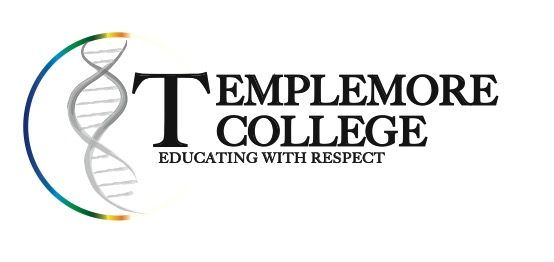 TEMPLEMORE
COLLEGE
EDUCATING WITH RESPECT